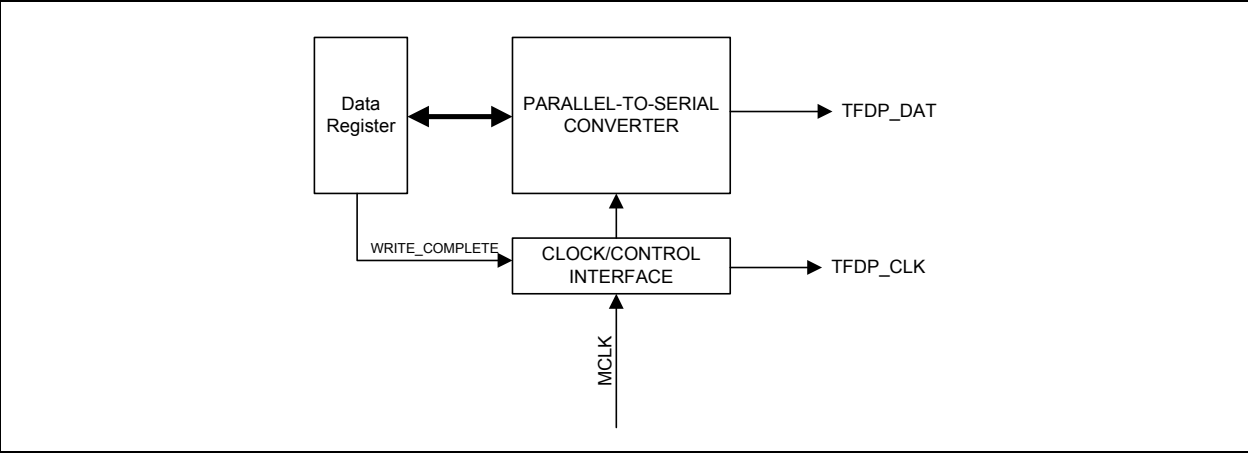 Data
Register
PARALLEL-TO-SERIAL
CONVERTER
TFDP_DAT
WRITE_COMPLETE
CLOCK/CONTROL
INTERFACE
TFDP_CLK
MCLK